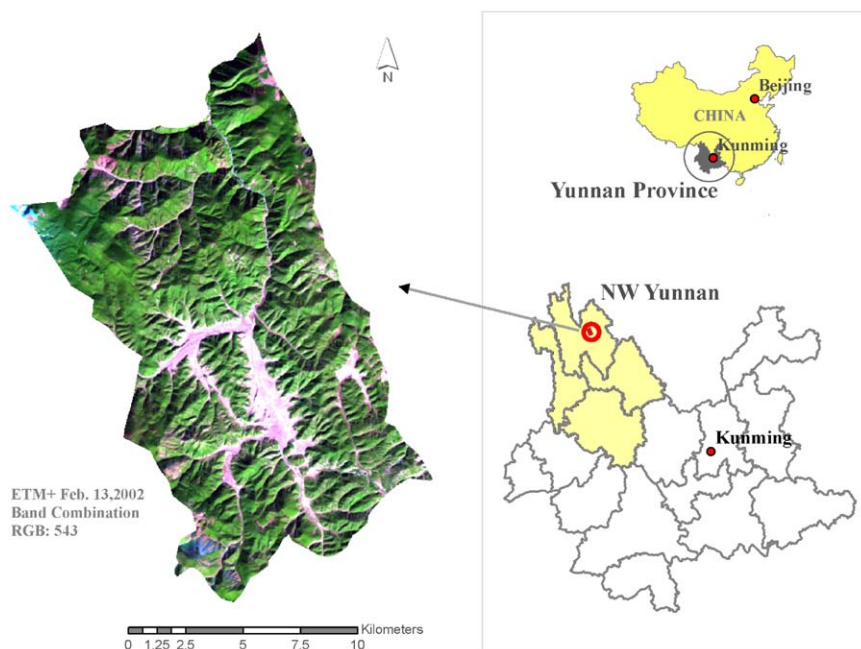 N
Beijing
CHINA
Kunming
Yunnan Province
NW Yunnan
Kunming
ETM+ Feb. 13,2002
Band Combination
RGB: 543
Kilometers
0 1.25 2.5 5 7.5 10